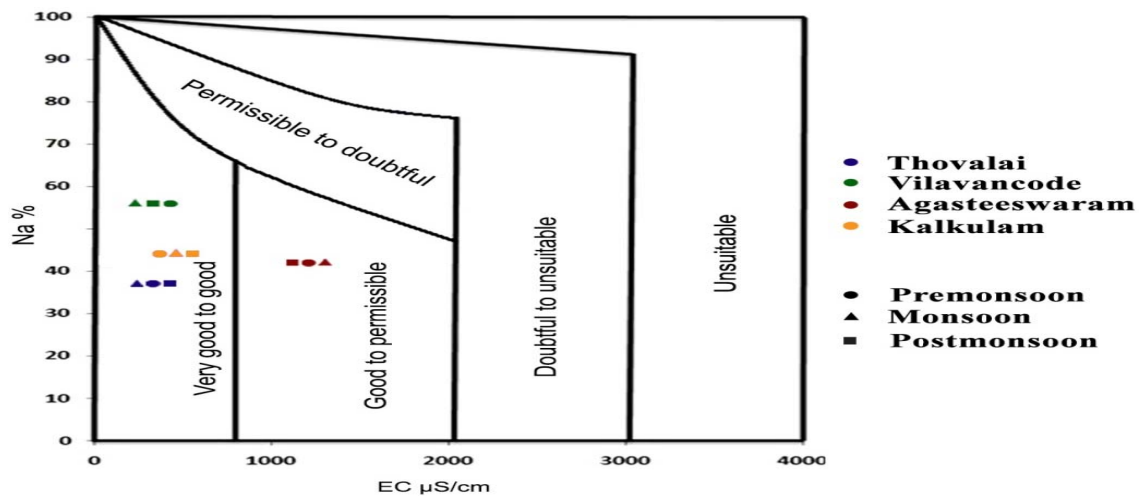 100
90
80
70
60
50
40
30
20
10
0
Na %
Permissible to doubtful
Very good to good
Good to permissible
Doubtful to unsuitable
Unsuitable
0 1000 2000 3000 4000
EC µS/cm
Thovalai
Vilavancode
Agasteeswaram
Kalkulam
Premonsoon
Monsoon
Postmonsoon